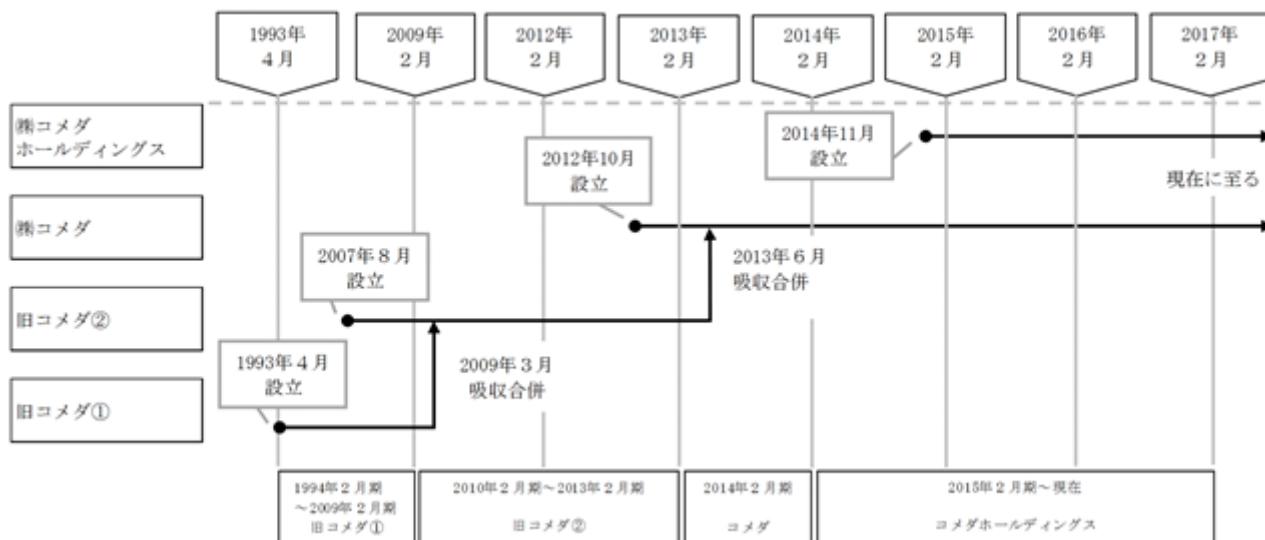 1993年
４月
2009年
２月
2012年
２月
2013年
２月
2014年
２月
2015年
２月
2016年
２月
2017年
２月
㈱コメダ
ホールディングス
2014年11月
設立
現在に至る
2012年10月
設立
㈱コメダ
2013年６月
吸収合併
2007年８月
設立
旧コメダ②
2009年３月
吸収合併
1993年４月
設立
旧コメダ①
1994年２月期
～2009年２月期
旧コメダ①
2010年２月期～2013年２月期
旧コメダ②
2014年２月期
コメダ
2015年２月期～現在
コメダホールディングス